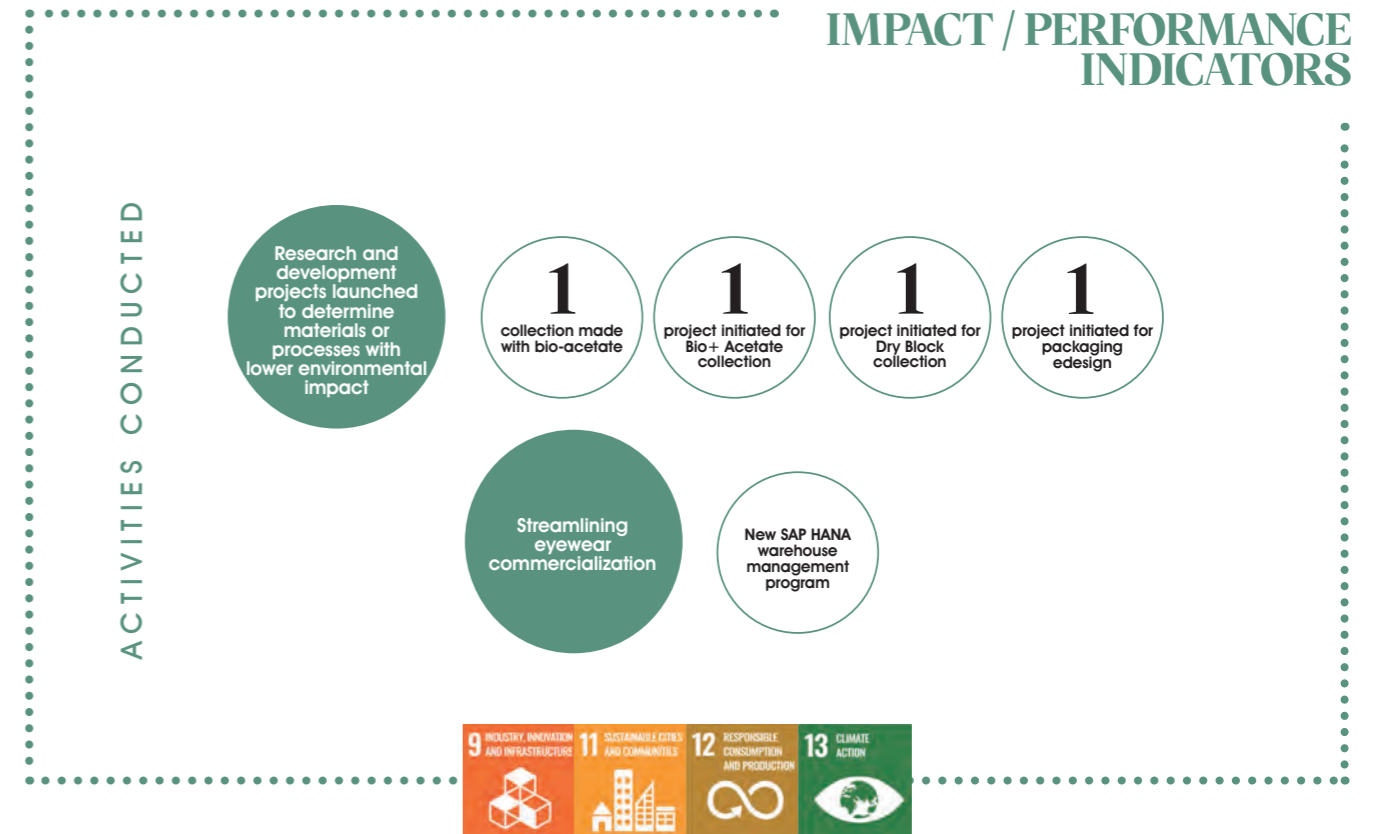 IMPACT / PERFORMANCE
INDICATORS
ACTIVITIES CONDUCTED
Research and
development
projects launched
to determine
materials or
processes with
lower environmental
impact
1
collection made
with bio-acetate
1
project initiated for
Bio+ Acetate
collection
1
project initiated for
Dry Block
collection
1
project initiated for
packaging
edesign
Streamlining
eyewear
commercialization
New SAP HANA
warehouse
management
program
9 INDUSTRY, INNOVATION
AND INFRASTRUCTURE
11 SUSTAINABLE CITIES
AND COMMUNITIES
12 RESPONSIBLE
CONSUMPTION
AND PRODUCTION
13 CLIMATE
ACTION